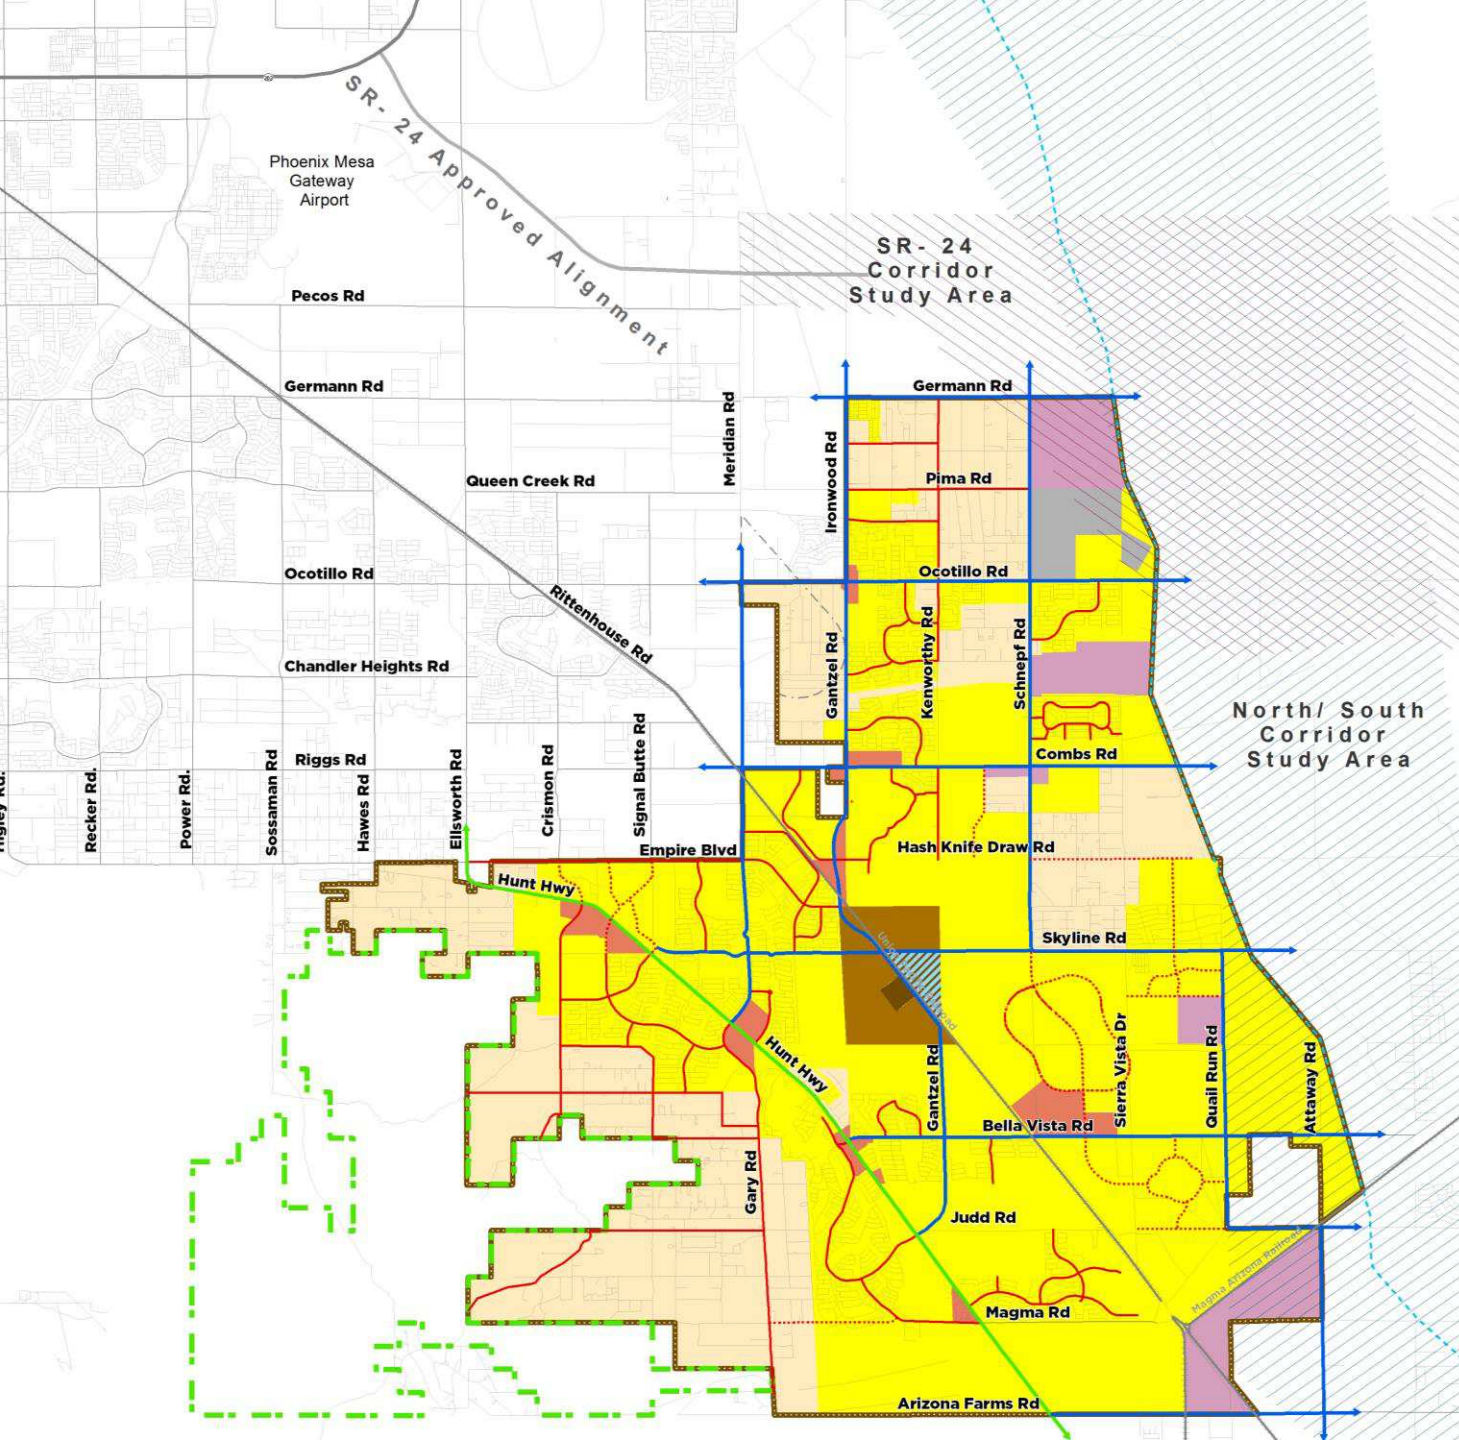 SR- 24 Approved Alignment
Phoenix Mesa
Gateway
Airport
SR- 24
Corridor
Study Area
Pecos Rd
Germann Rd
Germann Rd
Meridian Rd
Ironwood Rd
Queen Creek Rd
Pima Rd
Ocotillo Rd
Ocotillo Rd
Rittenhouse Rd
Kenworthy Rd
Schnepf Rd
Gantzel Rd
Chandler Heights Rd
North/ South
Corridor
Study Area
Signal Butte Rd
Combs Rd
Riggs Rd
Recker Rd.
Power Rd.
Sossaman Rd
Hawes Rd
Ellsworth Rd
Crismon Rd
Empire Blvd
Hash Knife Draw Rd
Hunt Hwy
Skyline Rd
Hunt Hwy
Gantzel Rd
Sierra Vista Dr
Quail Run Rd
Attaway Rd
Bella Vista Rd
Gary Rd
Judd Rd
Magma Arizona Railroad
Magma Rd
Arizona Farms Rd